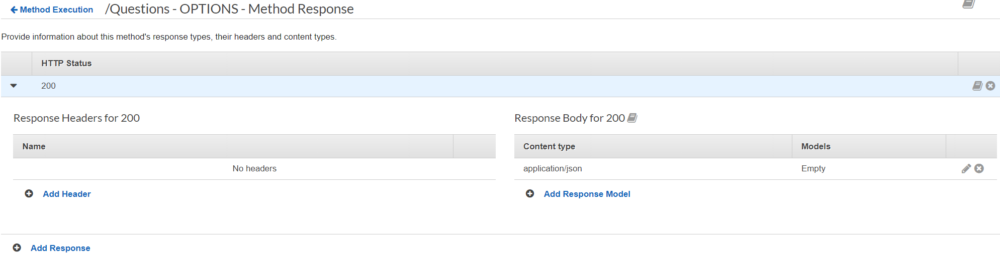 Method Execution /Questions - OPTIONS - Method Response
Provide information about this method's response types, their headers and content types.
HTTP Status
200
Response Headers for 200
Name
No headers
Add Header
Response Body for 200
Content type Models
application/json Empty
Add Response Model
Add Response